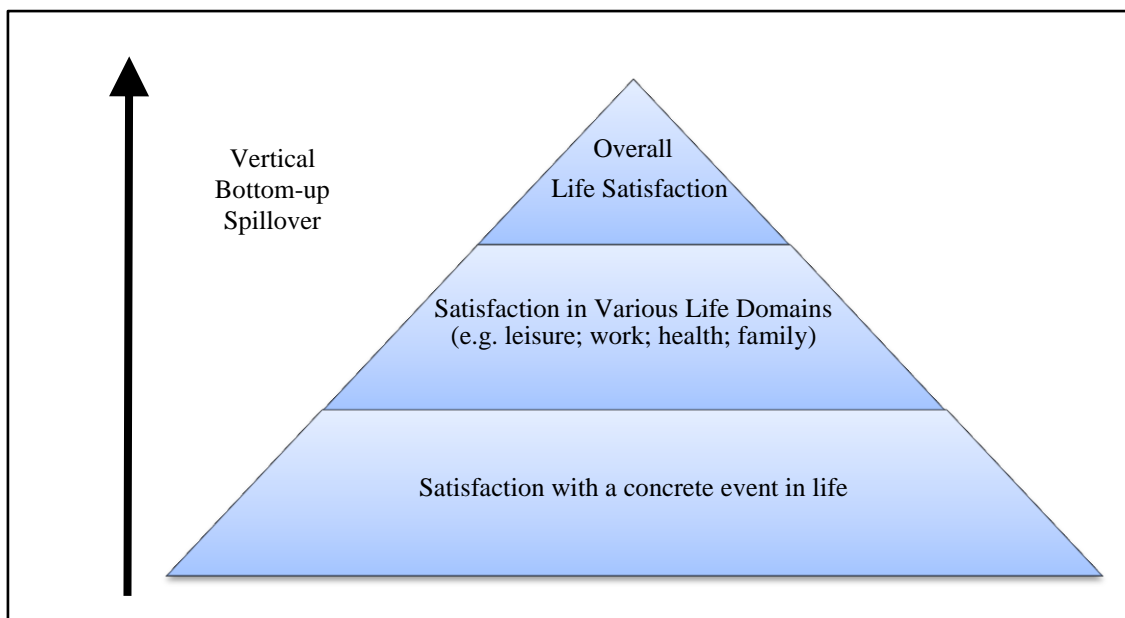 Vertical
Bottom-up
Spillover
Overall
Life Satisfaction
Satisfaction in Various Life Domains
(e.g. leisure; work; health; family)
Satisfaction with a concrete event in life